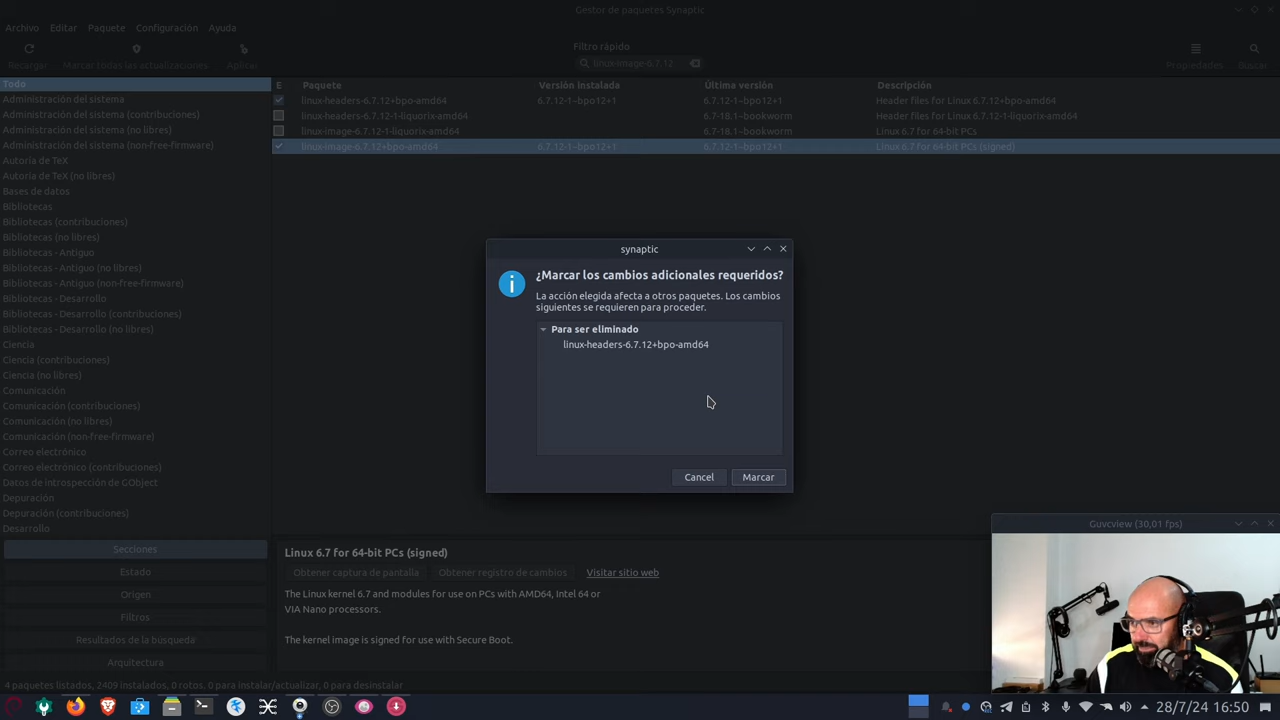 Gestor de paquetes Synaptic
Archivo Editar Paquete Configuración Ayuda
Recargar Marcar todas las actualizaciones Aplicar
Filtro rápido
linux-image-6.7.12
Propiedades Buscar
Todo
Administración del sistema
Administración del sistema (contribuciones)
Administración del sistema (no libres)
Administración del sistema (non-free-firmware)
Autoría de TeX
Autoría de TeX (no libres)
Bases de datos
Bibliotecas
Bibliotecas (contribuciones)
Bibliotecas (no libres)
Bibliotecas - Antiguo
Bibliotecas - Antiguo (no libres)
Bibliotecas - Antiguo (non-free-firmware)
Bibliotecas - Desarrollo
Bibliotecas - Desarrollo (contribuciones)
Bibliotecas - Desarrollo (no libres)
Ciencia
Ciencia (contribuciones)
Ciencia (no libres)
Comunicación
Comunicación (contribuciones)
Comunicación (no libres)
Comunicación (non-free-firmware)
Correo electrónico
Correo electrónico (contribuciones)
Datos de introspección de GObject
Depuración
Depuración (contribuciones)
Desarrollo
Secciones
Estado
Origen
Filtros
Resultados de la búsqueda
Arquitectura
E Paquete Versión instalada Última versión Descripción
linux-headers-6.7.12+bpo-amd64 6.7.12-1~bpo12+1 6.7.12-1~bpo12+1 Header files for Linux 6.7.12+bpo-amd64
linux-headers-6.7.12-1-liquorix-amd64 6.7-18.1~bookworm Header files for Linux 6.7.12-1-liquorix-amd64
linux-image-6.7.12-1-liquorix-amd64 6.7-18.1~bookworm Linux 6.7 for 64-bit PCs
linux-image-6.7.12+bpo-amd64 6.7.12-1~bpo12+1 6.7.12-1~bpo12+1 Linux 6.7 for 64-bit PCs (signed)
synaptic
¿Marcar los cambios adicionales requeridos?
La acción elegida afecta a otros paquetes. Los cambios
siguientes se requieren para proceder.
Para ser eliminado
linux-headers-6.7.12+bpo-amd64
Cancel Marcar
Linux 6.7 for 64-bit PCs (signed)
Obtener captura de pantalla Obtener registro de cambios Visitar sitio web
The Linux kernel 6.7 and modules for use on PCs with AMD64, Intel 64 or
VIA Nano processors.
The kernel image is signed for use with Secure Boot.
Guvcview (30,01 fps)
4 paquetes listados, 2409 instalados, 0 rotos. 0 para instalar/actualizar, 0 para desinstalar
28/7/24 16:50